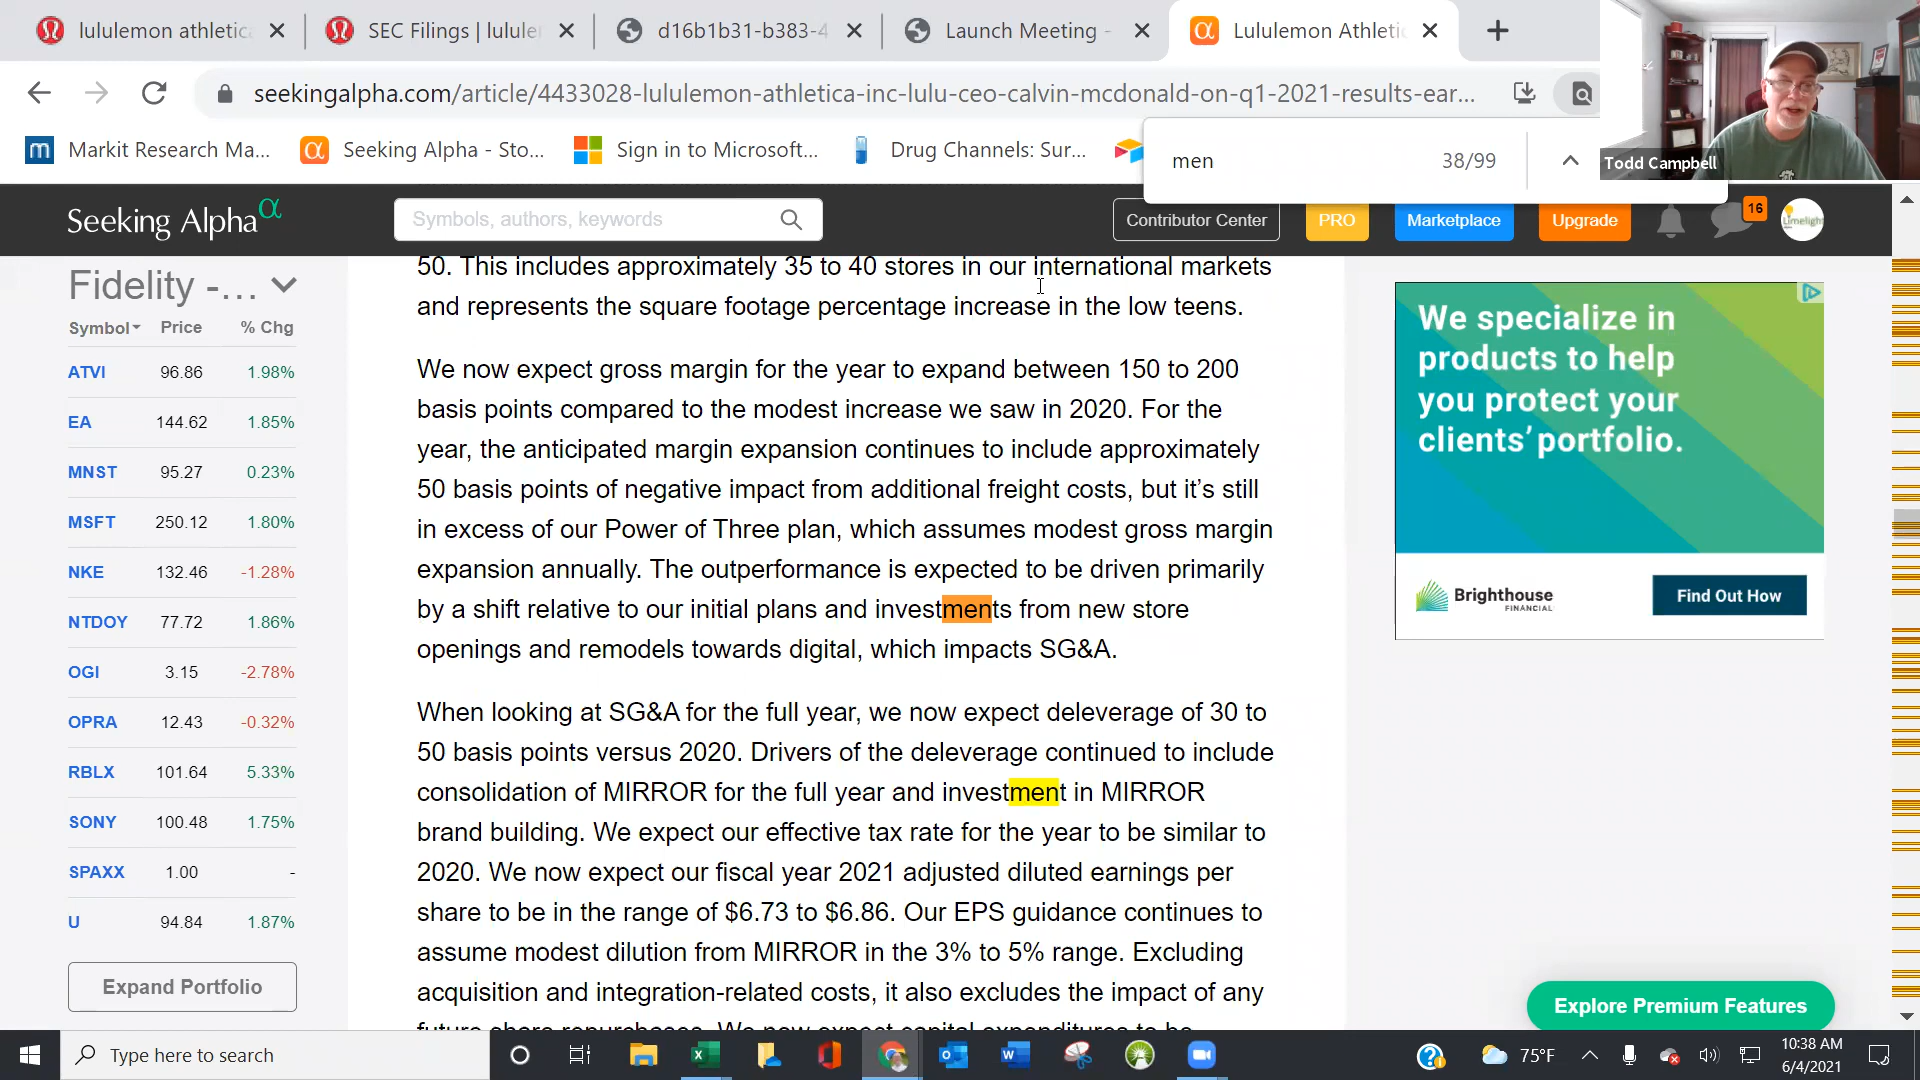 lululemon athletic
SEC Filings | lulule
d16b1b31-b383-4
Launch Meeting -
Lululemon Athleti
seekingalpha.com/article/4433028-lululemon-athletica-inc-lulu-ceo-calvin-mcdonald-on-q1-2021-results-ear...
Markit Research Ma...
Seeking Alpha - Sto...
Sign in to Microsoft...
Drug Channels: Sur...
men
38/99
Todd Campbell
Seeking Alpha α
Symbols, authors, keywords
Contributor Center
PRO
Marketplace
Upgrade
16
Limelight
Fidelity -...
Symbol Price % Chg
ATVI 96.86 1.98%
EA 144.62 1.85%
MNST 95.27 0.23%
MSFT 250.12 1.80%
NKE 132.46 -1.28%
NTDOY 77.72 1.86%
OGI 3.15 -2.78%
OPRA 12.43 -0.32%
RBLX 101.64 5.33%
SONY 100.48 1.75%
SPAXX 1.00 -
U 94.84 1.87%
Expand Portfolio
50. This includes approximately 35 to 40 stores in our international markets
and represents the square footage percentage increase in the low teens.
We now expect gross margin for the year to expand between 150 to 200
basis points compared to the modest increase we saw in 2020. For the
year, the anticipated margin expansion continues to include approximately
50 basis points of negative impact from additional freight costs, but it’s still
in excess of our Power of Three plan, which assumes modest gross margin
expansion annually. The outperformance is expected to be driven primarily
by a shift relative to our initial plans and investments from new store
openings and remodels towards digital, which impacts SG&A.
When looking at SG&A for the full year, we now expect deleverage of 30 to
50 basis points versus 2020. Drivers of the deleverage continued to include
consolidation of MIRROR for the full year and investment in MIRROR
brand building. We expect our effective tax rate for the year to be similar to
2020. We now expect our fiscal year 2021 adjusted diluted earnings per
share to be in the range of $6.73 to $6.86. Our EPS guidance continues to
assume modest dilution from MIRROR in the 3% to 5% range. Excluding
acquisition and integration-related costs, it also excludes the impact of any
future share repurchases. We now expect capital expenditures to be
We specialize in
products to help
you protect your
clients’ portfolio.
Brighthouse
FINANCIAL
Find Out How
Explore Premium Features
Type here to search
75°F
10:38 AM
6/4/2021